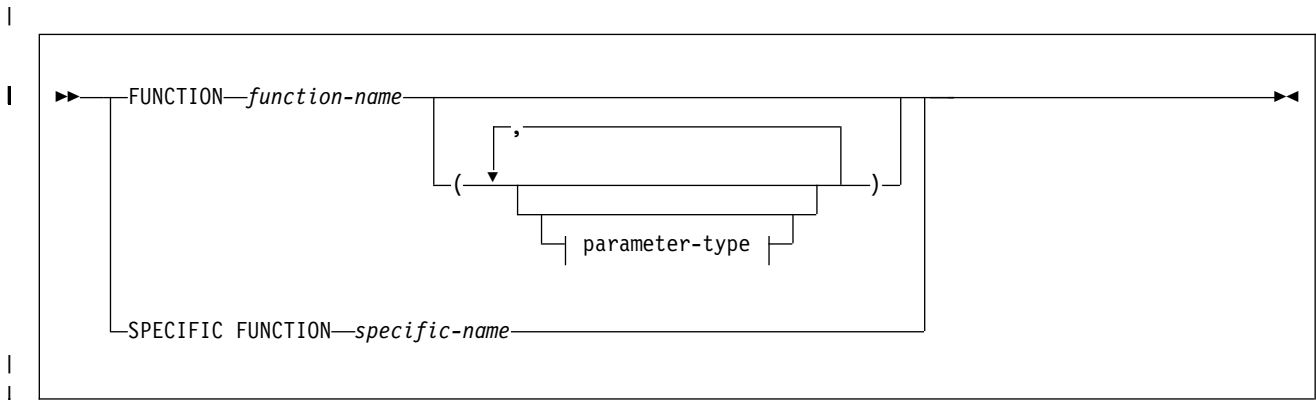 FUNCTION function-name
,
( )
parameter-type
SPECIFIC FUNCTION specific-name